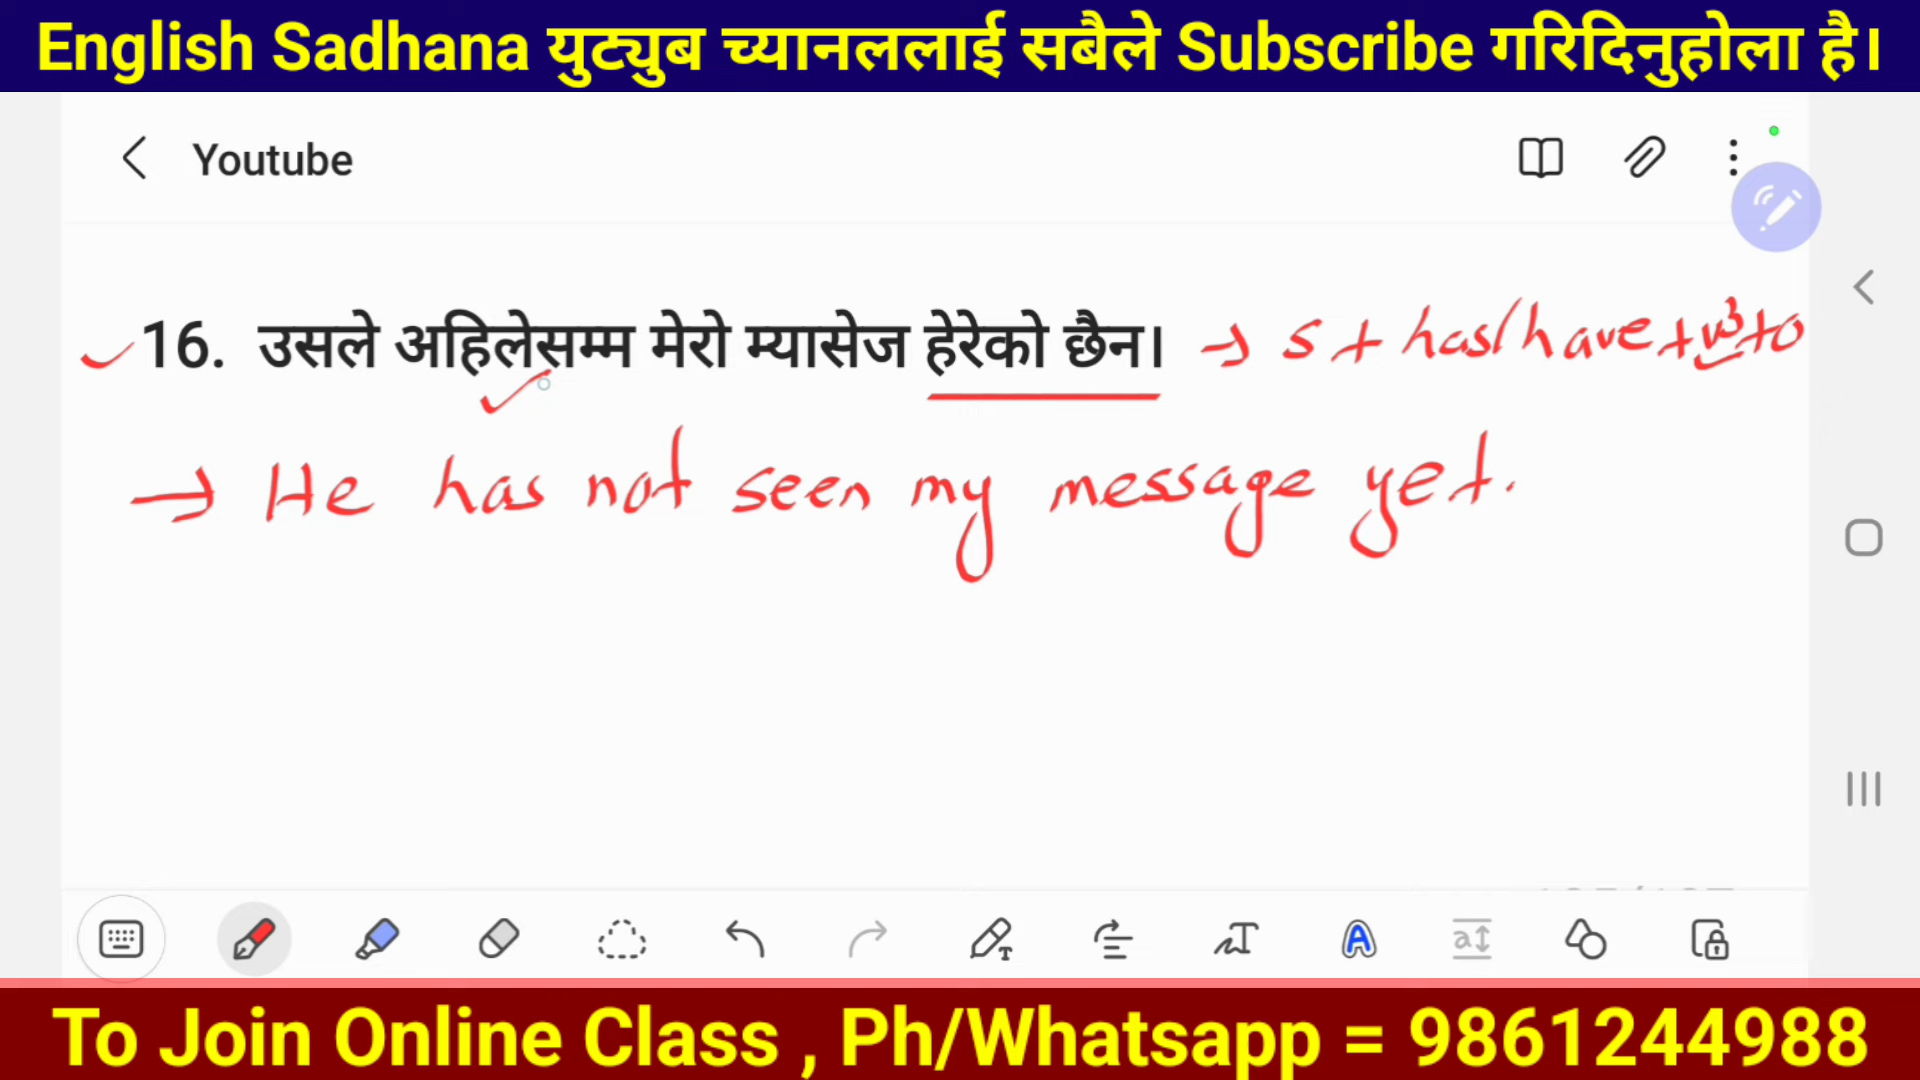 English Sadhana युट्युब च्यानललाई सबैले Subscribe गरिदिनुहोला है।
Youtube
16. उसले अहिलेसम्म मेरो म्यासेज हेरेको छैन। → S + has/have + v³ + o
→ He has not seen my message yet.
To Join Online Class , Ph/Whatsapp = 9861244988